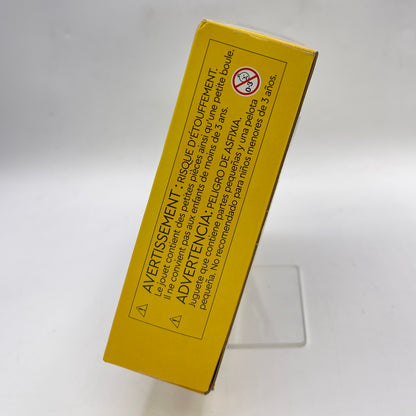 AVERTISSEMENT : RISQUE D'ÉTOUFFEMENT.
Le jouet contient des petites pièces ainsi qu'une petite boule.
Il ne convient pas aux enfants de moins de 3 ans.
ADVERTENCIA: PELIGRO DE ASFIXIA.
Juguete que contiene partes pequeñas y una pelota
pequeña. No recomendado para niños menores de 3 años.
0-3